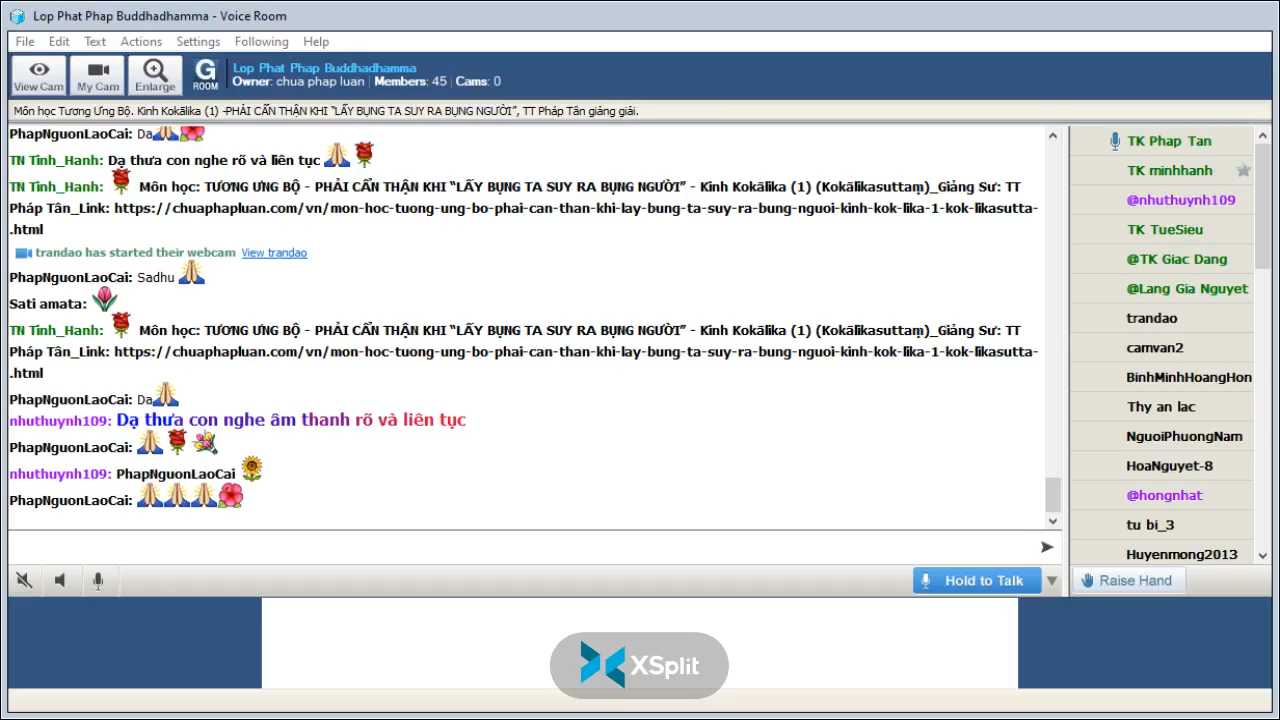 Lop Phat Phap Buddhadhamma - Voice Room
File Edit Text Actions Settings Following Help
View Cam My Cam Enlarge G ROOM
Lop Phat Phap Buddhadhamma
Owner: chua phap luan | Members: 45 | Cams: 0
Môn học Tương Ưng Bộ. Kinh Kokālika (1) -PHẢI CẨN THẬN KHI “LẤY BỤNG TA SUY RA BỤNG NGƯỜI”, TT Pháp Tân giảng giải.
PhapNguonLaoCai: Da
TN Tinh_Hanh: Dạ thưa con nghe rõ và liên tục
TN Tinh_Hanh: Môn học: TƯƠNG ƯNG BỘ - PHẢI CẨN THẬN KHI “LẤY BỤNG TA SUY RA BỤNG NGƯỜI” - Kinh Kokālika (1) (Kokālikasuttaṃ)_Giảng Sư: TT
Pháp Tân_Link: https://chuaphapluan.com/vn/mon-hoc-tuong-ung-bo-phai-can-than-khi-lay-bung-ta-suy-ra-bung-nguoi-kinh-kok-lika-1-kok-likasutta-
.html
trandao has started their webcam View trandao
PhapNguonLaoCai: Sadhu
Sati amata:
TN Tinh_Hanh: Môn học: TƯƠNG ƯNG BỘ - PHẢI CẨN THẬN KHI “LẤY BỤNG TA SUY RA BỤNG NGƯỜI” - Kinh Kokālika (1) (Kokālikasuttaṃ)_Giảng Sư: TT
Pháp Tân_Link: https://chuaphapluan.com/vn/mon-hoc-tuong-ung-bo-phai-can-than-khi-lay-bung-ta-suy-ra-bung-nguoi-kinh-kok-lika-1-kok-likasutta-
.html
PhapNguonLaoCai: Da
nhuthuynh109: Dạ thưa con nghe âm thanh rõ và liên tục
PhapNguonLaoCai:
nhuthuynh109: PhapNguonLaoCai
PhapNguonLaoCai:
Hold to Talk
TK Phap Tan
TK minhhanh
@nhuthuynh109
TK TueSieu
@TK Giac Dang
@Lang Gia Nguyet
trandao
camvan2
BinhMinhHoangHon
Thy an lac
NguoiPhuongNam
HoaNguyet-8
@hongnhat
tu bi_3
Huyenmong2013
Raise Hand
XSplit